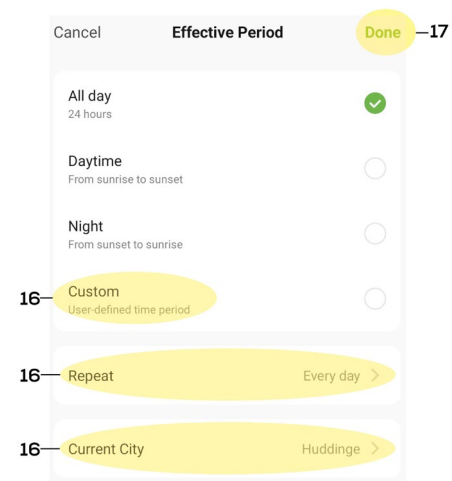 Cancel Effective Period Done 17
All day
24 hours
Daytime
From sunrise to sunset
Night
From sunset to sunrise
16 Custom
User-defined time period
16 Repeat Every day
16 Current City Huddinge